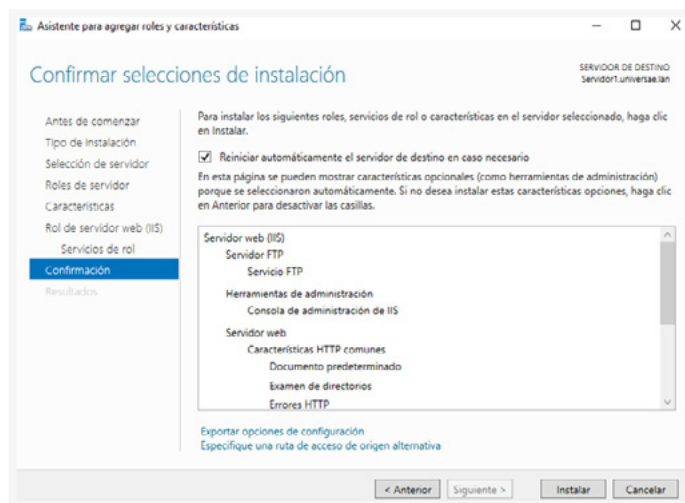 Asistente para agregar roles y características
Confirmar selecciones de instalación
SERVIDOR DE DESTINO
Servidor1.universae.lan
Antes de comenzar
Tipo de instalación
Selección de servidor
Roles de servidor
Características
Rol de servidor web (IIS)
Servicios de rol
Confirmación
Resultados
Para instalar los siguientes roles, servicios de rol o características en el servidor seleccionado, haga clic
en Instalar.
Reiniciar automáticamente el servidor de destino en caso necesario
En esta página se pueden mostrar características opcionales (como herramientas de administración)
porque se seleccionaron automáticamente. Si no desea instalar estas características opciones, haga clic
en Anterior para desactivar las casillas.
Servidor web (IIS)
Servidor FTP
Servicio FTP
Herramientas de administración
Consola de administración de IIS
Servidor web
Características HTTP comunes
Documento predeterminado
Examen de directorios
Errores HTTP
Exportar opciones de configuración
Especifique una ruta de acceso de origen alternativa
< Anterior Siguiente > Instalar Cancelar